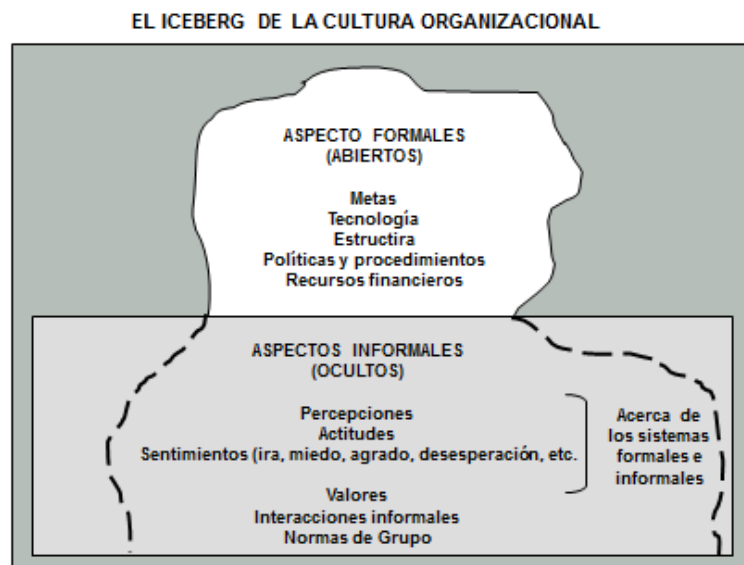 EL ICEBERG DE LA CULTURA ORGANIZACIONAL
ASPECTO FORMALES
(ABIERTOS)
Metas
Tecnología
Estructira
Políticas y procedimientos
Recursos financieros
ASPECTOS INFORMALES
(OCULTOS)
Percepciones
Actitudes
Sentimientos (ira, miedo, agrado, desesperación, etc.
Acerca de
los sistemas
formales e
informales
Valores
Interacciones informales
Normas de Grupo